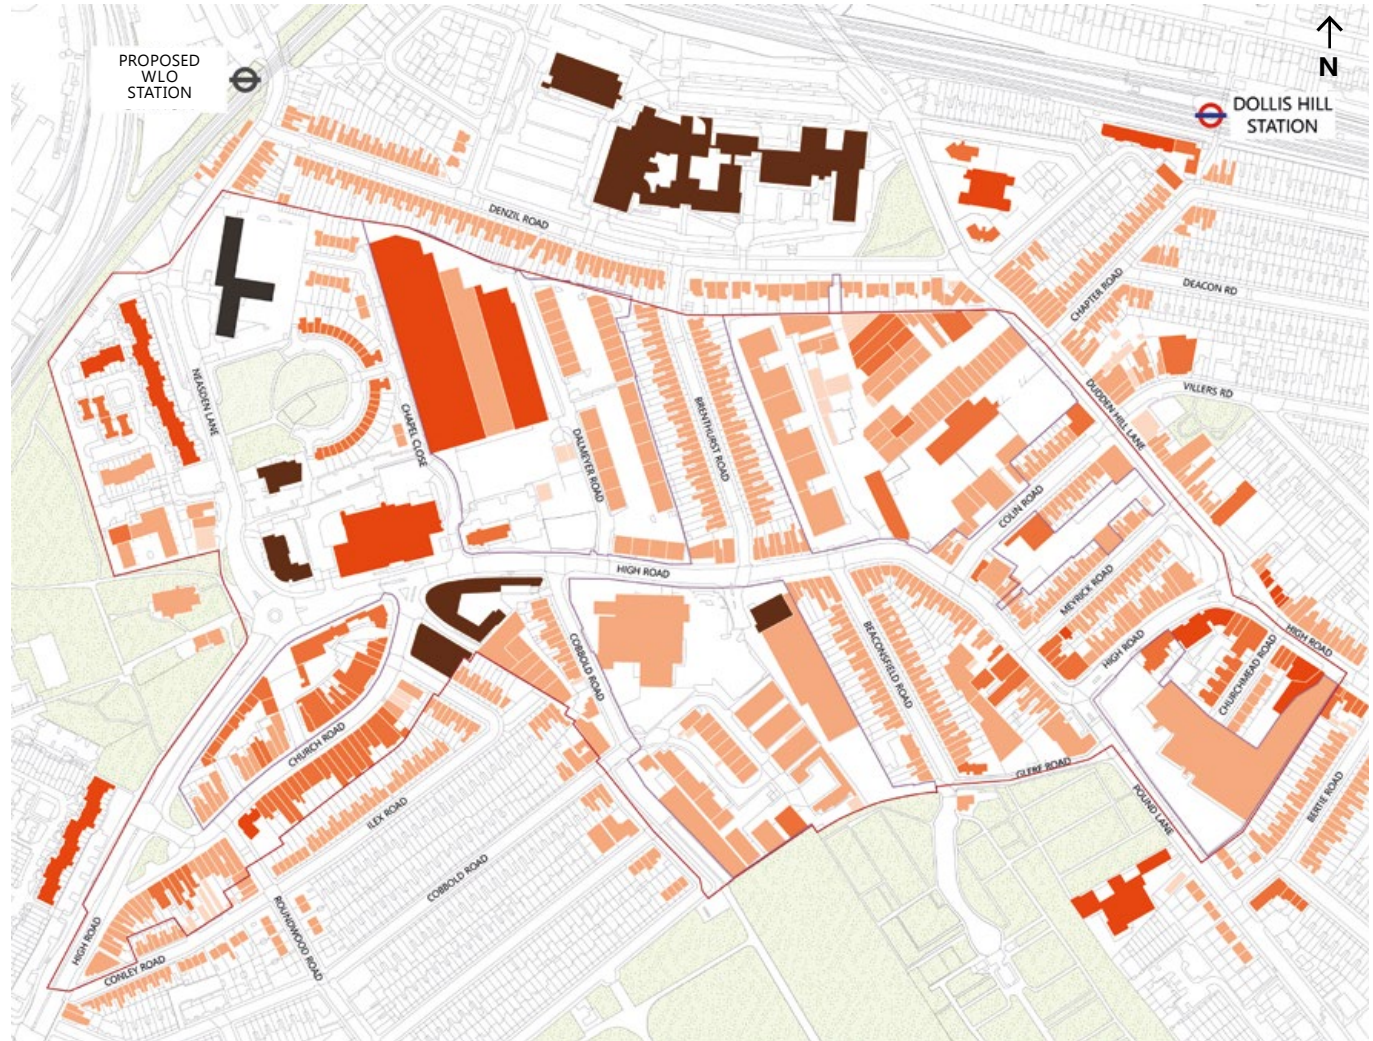 PROPOSED
WLO
STATION
N
DOLLIS HILL
STATION
DENZIL ROAD
DEACON RD
CHAPTER ROAD
VILLERS RD
DUDDEN HILL LANE
NEASDEN LANE
CHAPEL CLOSE
DALMEYER ROAD
BRENTHURST ROAD
COLIN ROAD
HIGH ROAD
MEYRICK ROAD
HIGH ROAD
HIGH ROAD
CHURCHMEAD ROAD
COBBOLD ROAD
BEACONSFIELD ROAD
CHURCH ROAD
GLEBE ROAD
POUND LANE
BERTIE ROAD
ILEX ROAD
COBBOLD ROAD
ROUNDWOOD ROAD
HIGH ROAD
CONLEY ROAD